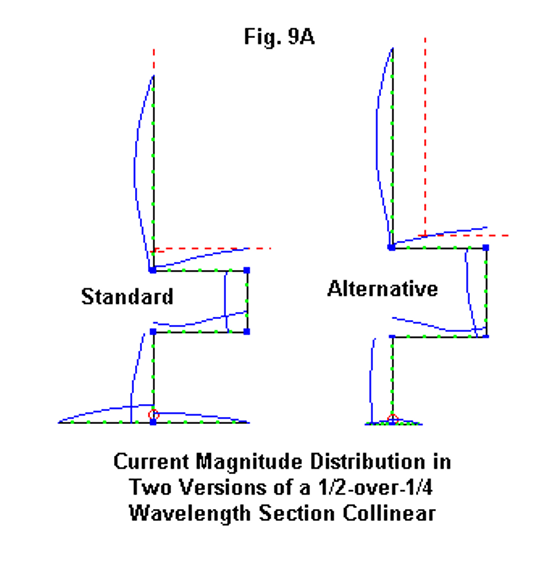 Fig. 9A
Standard
Alternative
Current Magnitude Distribution in
Two Versions of a 1/2-over-1/4
Wavelength Section Collinear